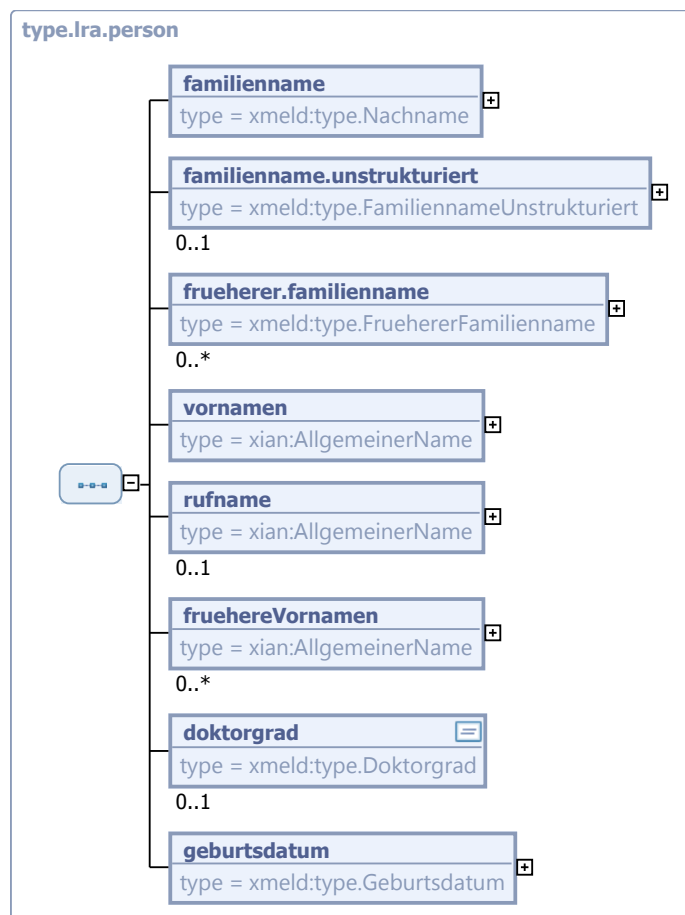 type.lra.person
familienname
type = xmeld:type.Nachname
familienname.unstrukturiert
type = xmeld:type.FamiliennameUnstrukturiert
0..1
frueherer.familienname
type = xmeld:type.FruehererFamilienname
0..*
vornamen
type = xian:AllgemeinerName
rufname
type = xian:AllgemeinerName
0..1
fruehereVornamen
type = xian:AllgemeinerName
0..*
doktorgrad
type = xmeld:type.Doktorgrad
0..1
geburtsdatum
type = xmeld:type.Geburtsdatum